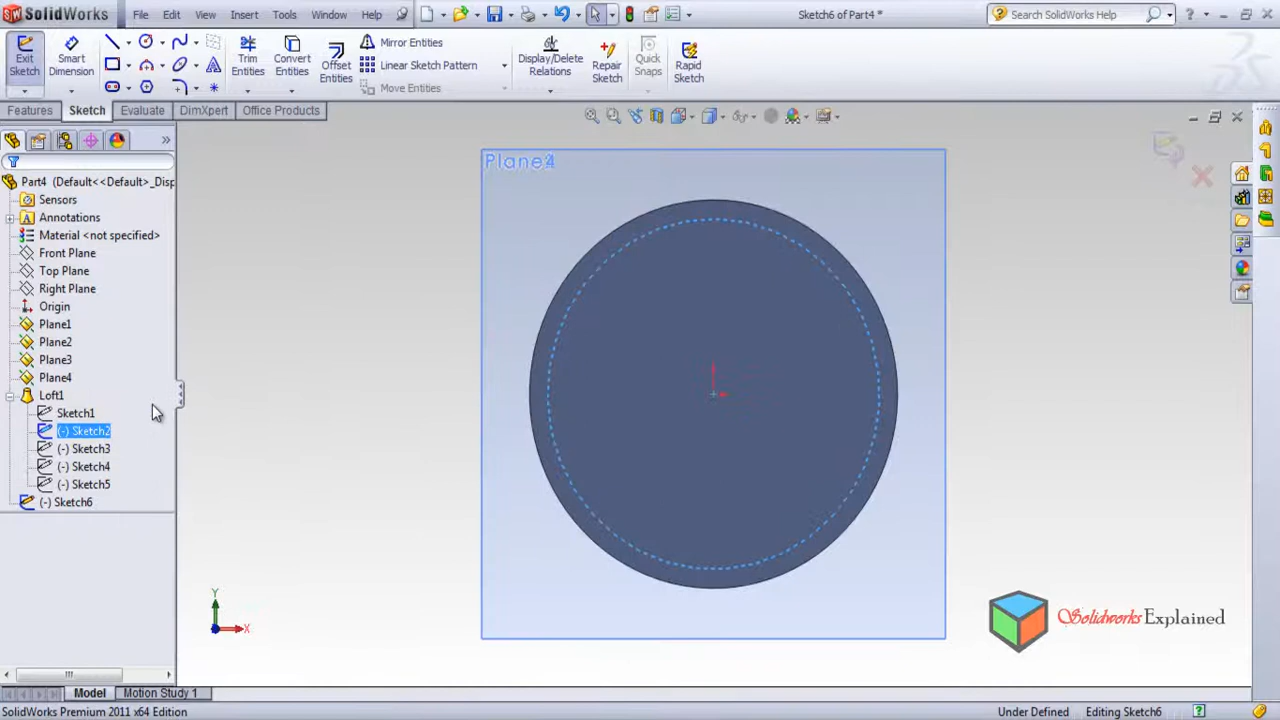 SolidWorks
File
Edit
View
Insert
Tools
Window
Help
Sketch6 of Part4 *
Search SolidWorks Help
Exit Sketch
Smart Dimension
Trim Entities
Convert Entities
Offset Entities
Mirror Entities
Linear Sketch Pattern
Move Entities
Display/Delete Relations
Repair Sketch
Quick Snaps
Rapid Sketch
Features
Sketch
Evaluate
DimXpert
Office Products
Part4 (Default<<Default>_Disp
Sensors
Annotations
Material <not specified>
Front Plane
Top Plane
Right Plane
Origin
Plane1
Plane2
Plane3
Plane4
Loft1
Sketch1
(-) Sketch2
(-) Sketch3
(-) Sketch4
(-) Sketch5
(-) Sketch6
Y
X
Solidworks Explained
Model
Motion Study 1
SolidWorks Premium 2011 x64 Edition
Under Defined
Editing Sketch6